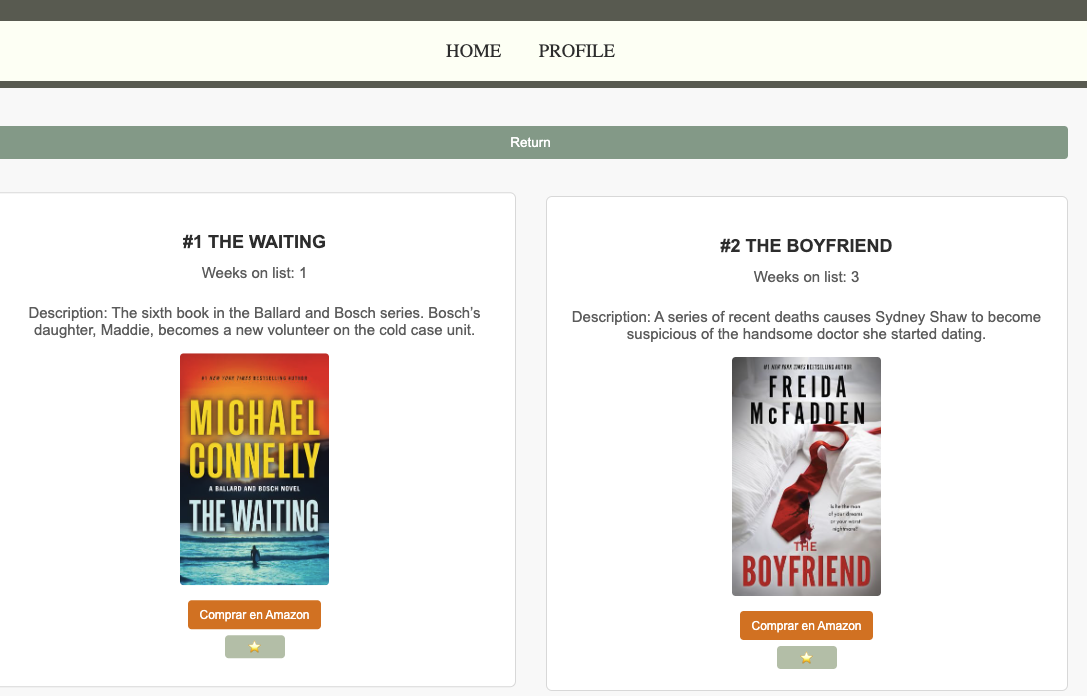 HOME PROFILE
Return
#1 THE WAITING
Weeks on list: 1
Description: The sixth book in the Ballard and Bosch series. Bosch’s
daughter, Maddie, becomes a new volunteer on the cold case unit.
#1 NEW YORK TIMES BESTSELLING AUTHOR
MICHAEL
CONNELLY
A BALLARD AND BOSCH NOVEL
THE WAITING
Comprar en Amazon
#2 THE BOYFRIEND
Weeks on list: 3
Description: A series of recent deaths causes Sydney Shaw to become
suspicious of the handsome doctor she started dating.
#1 NEW YORK TIMES BESTSELLING AUTHOR
FREIDA
McFADDEN
Is he the man
of your dreams
or your worst
nightmare?
THE
BOYFRIEND
Comprar en Amazon